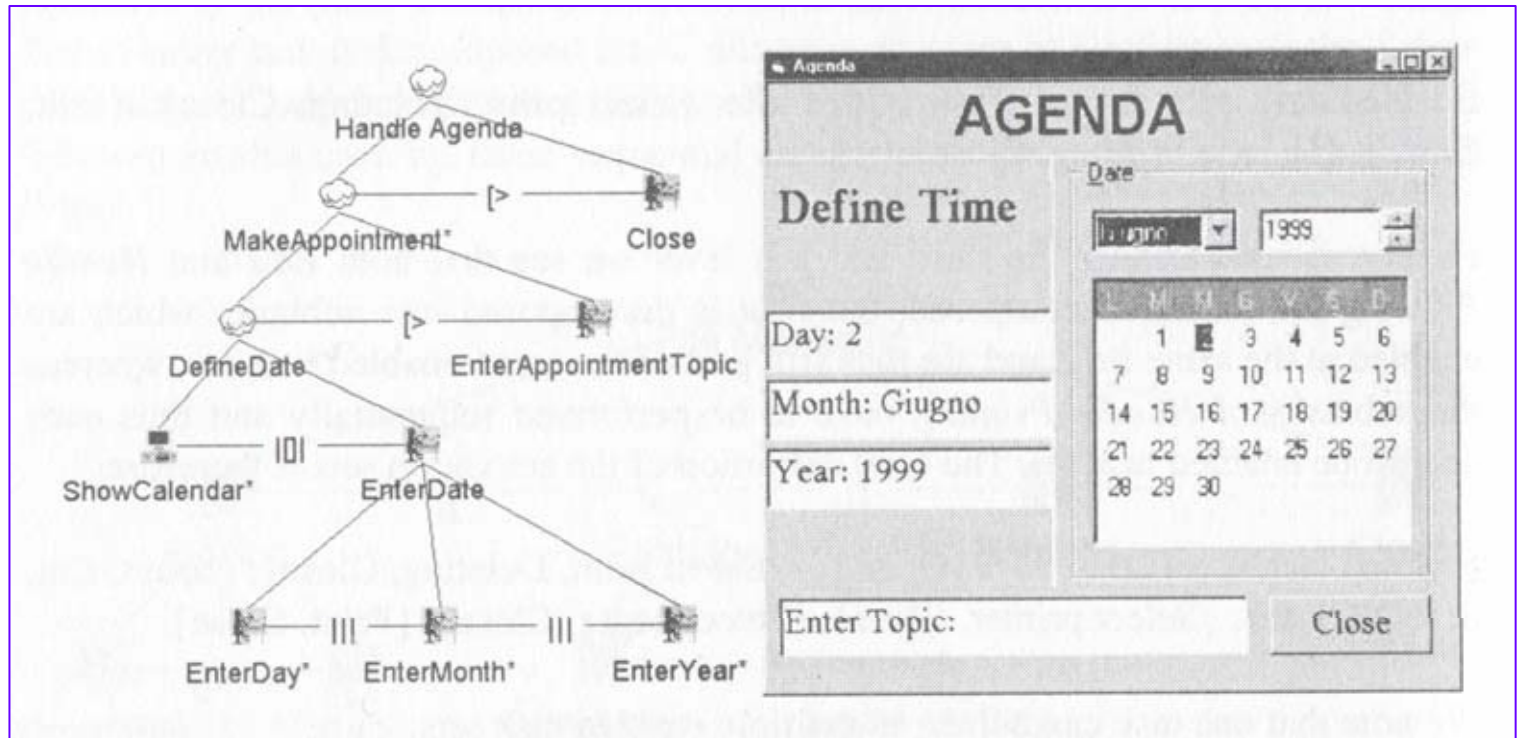 Handle Agenda
[>
MakeAppointment*
Close
[>
DefineDate
EnterAppointmentTopic
|[]|
ShowCalendar*
EnterDate
|||
|||
EnterDay*
EnterMonth*
EnterYear*
Agenda
AGENDA
Define Time
Day: 2
Month: Giugno
Year: 1999
Date
Giugno
1999
L M M G V S D
1 2 3 4 5 6
7 8 9 10 11 12 13
14 15 16 17 18 19 20
21 22 23 24 25 26 27
28 29 30
Enter Topic:
Close